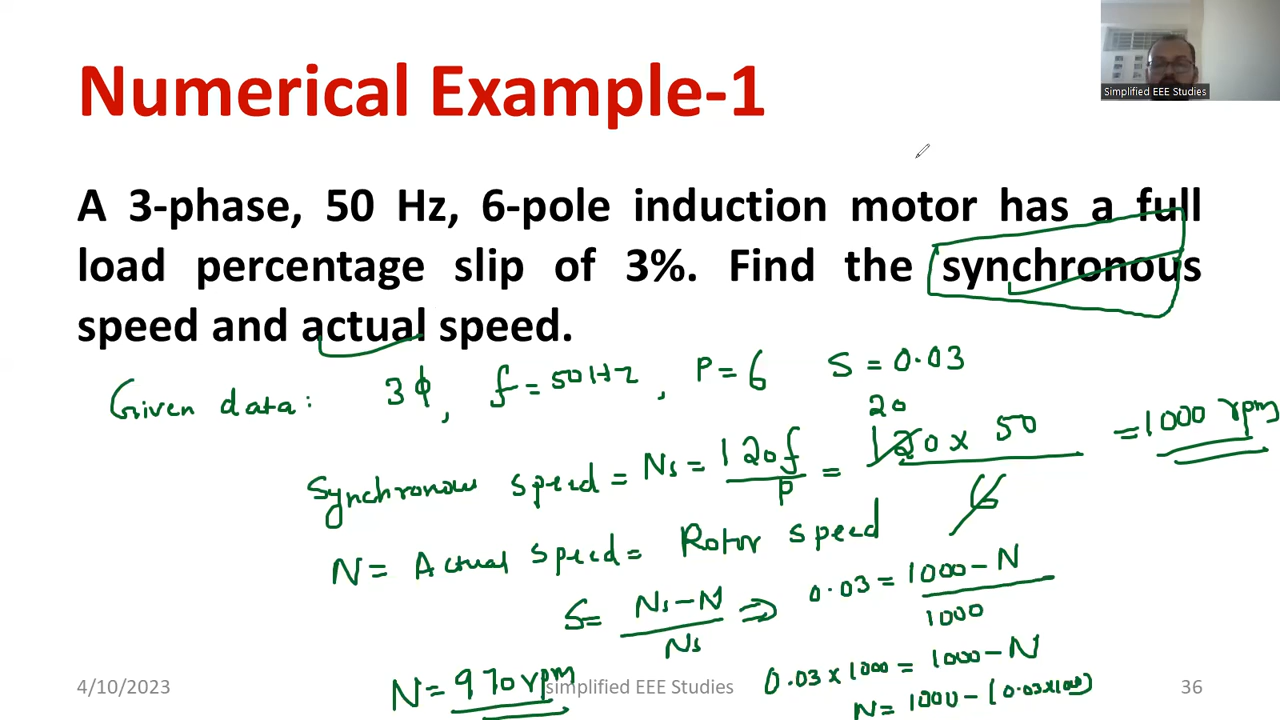 Numerical Example-1
Simplified EEE Studies
A 3-phase, 50 Hz, 6-pole induction motor has a full
load percentage slip of 3%. Find the synchronous
speed and actual speed.
Given data: 3ϕ, f = 50 Hz, P = 6 S = 0.03
20
Synchronous speed = Ns = 120f / P = 120 x 50 / 6 = 1000 rpm
N = Actual speed = Rotor speed
S = Ns - N / Ns => 0.03 = 1000 - N / 1000
0.03 x 1000 = 1000 - N
N = 970 rpm
N = 1000 - (0.03x1000)
4/10/2023 simplified EEE Studies 36